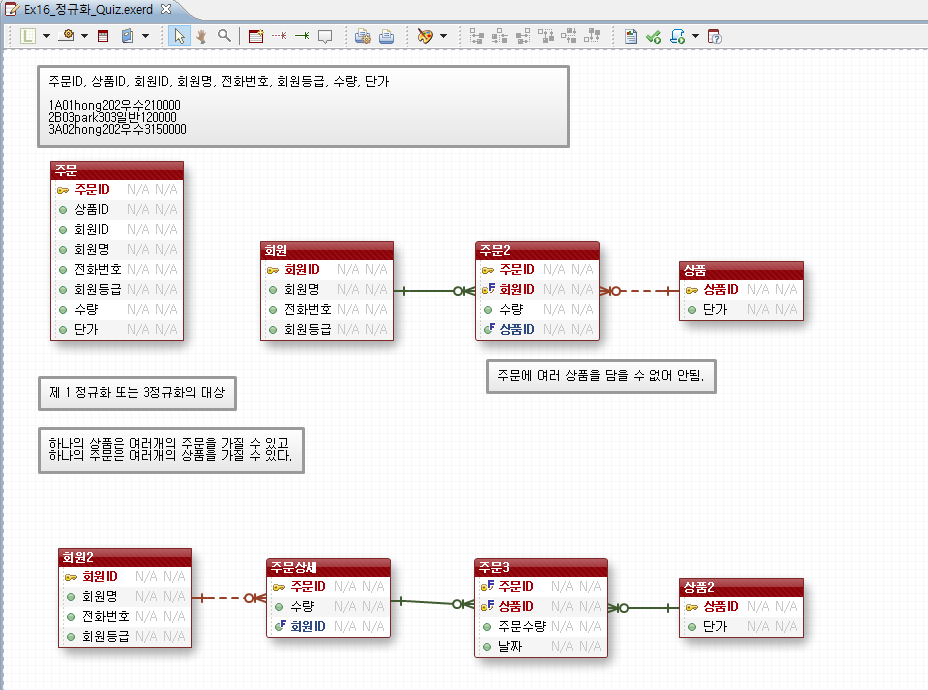 Ex16_정규화_Quiz.exerd
주문ID, 상품ID, 회원ID, 회원명, 전화번호, 회원등급, 수량, 단가
1A01hong202우수210000
2B03park303일반120000
3A02hong202우수3150000
주문
주문ID N/A N/A
상품ID N/A N/A
회원ID N/A N/A
회원명 N/A N/A
전화번호 N/A N/A
회원등급 N/A N/A
수량 N/A N/A
단가 N/A N/A
회원
회원ID N/A N/A
회원명 N/A N/A
전화번호 N/A N/A
회원등급 N/A N/A
주문2
주문ID N/A N/A
회원ID N/A N/A
수량 N/A N/A
상품ID N/A N/A
상품
상품ID N/A N/A
단가 N/A N/A
주문에 여러 상품을 담을 수 없어 안됨.
제 1 정규화 또는 3정규화의 대상
하나의 상품은 여러개의 주문을 가질 수 있고
하나의 주문은 여러개의 상품을 가질 수 있다.
회원2
회원ID N/A N/A
회원명 N/A N/A
전화번호 N/A N/A
회원등급 N/A N/A
주문상세
주문ID N/A N/A
수량 N/A N/A
회원ID N/A N/A
주문3
주문ID N/A N/A
상품ID N/A N/A
주문수량 N/A N/A
날짜 N/A N/A
상품2
상품ID N/A N/A
단가 N/A N/A